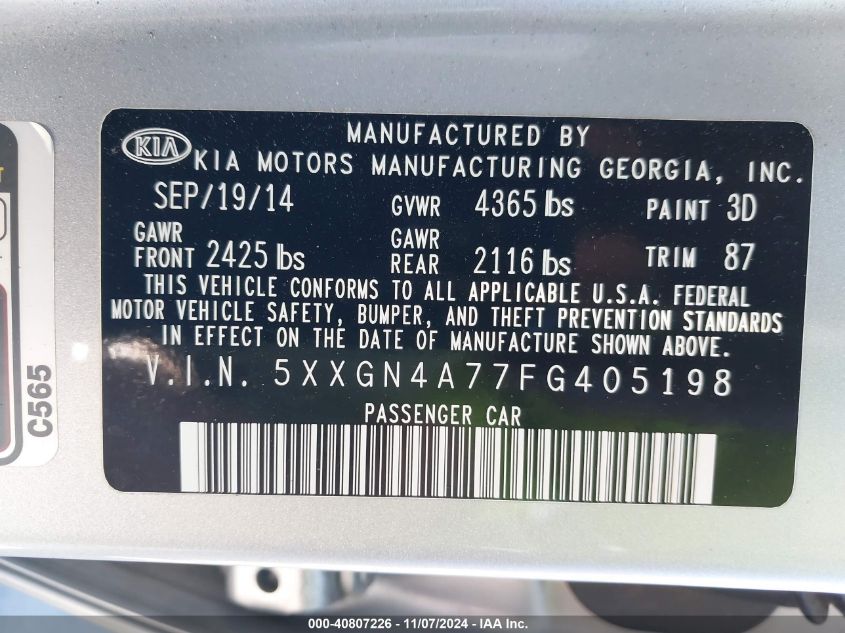 MANUFACTURED BY
KIA KIA MOTORS MANUFACTURING GEORGIA, INC.
SEP/19/14 GVWR 4365 lbs PAINT 3D
GAWR FRONT 2425 lbs GAWR REAR 2116 lbs TRIM 87
THIS VEHICLE CONFORMS TO ALL APPLICABLE U.S.A. FEDERAL
MOTOR VEHICLE SAFETY, BUMPER, AND THEFT PREVENTION STANDARDS
IN EFFECT ON THE DATE OF MANUFACTURE SHOWN ABOVE.
V.I.N. 5XXGN4A77FG405198
PASSENGER CAR
C565
000-40807226 - 11/07/2024 - IAA Inc.